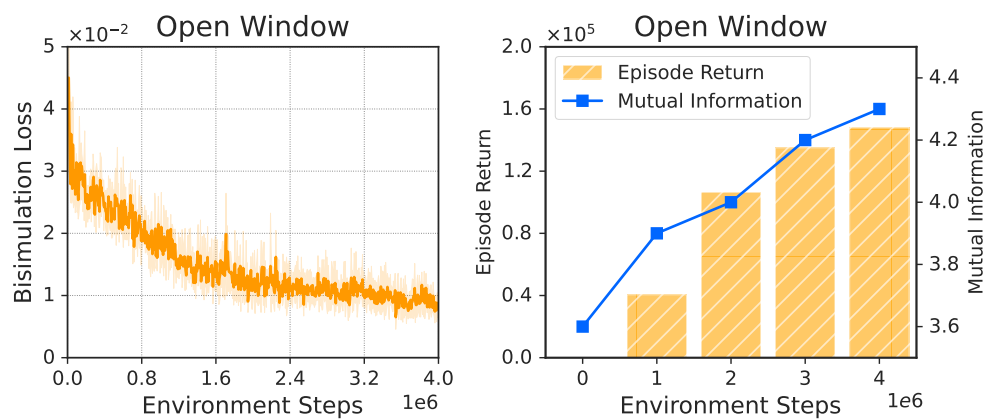 Open Window
×10⁻²
Bisimulation Loss
5
4
3
2
1
0
0.0 0.8 1.6 2.4 3.2 4.0
Environment Steps
1e6
Open Window
×10⁵
Episode Return
Mutual Information
Episode Return
2.0
1.6
1.2
0.8
0.4
0.0
4.4
4.2
4.0
3.8
3.6
Mutual Information
0 1 2 3 4
Environment Steps
1e6